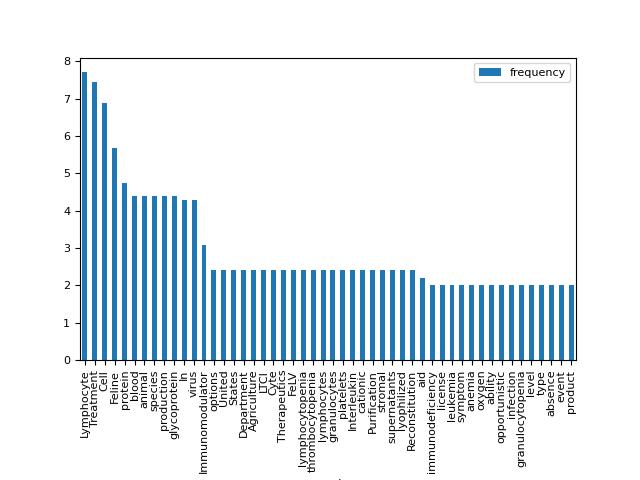 frequency
8
7
6
5
4
3
2
1
0
Lymphocyte
Treatment
Cell
Feline
protein
blood
animal
species
production
glycoprotein
In
virus
Immunomodulator
options
United
States
Department
Agriculture
LTCI
Cyte
Therapeutics
FeLV
lymphocytopenia
thrombocytopenia
lymphocytes
granulocytes
platelets
Interleukin
cationic
Purification
stromal
supernatants
lyophilized
Reconstitution
aid
immunodeficiency
license
leukemia
symptom
anemia
oxygen
ability
opportunistic
infection
granulocytopenia
level
type
absence
event
product